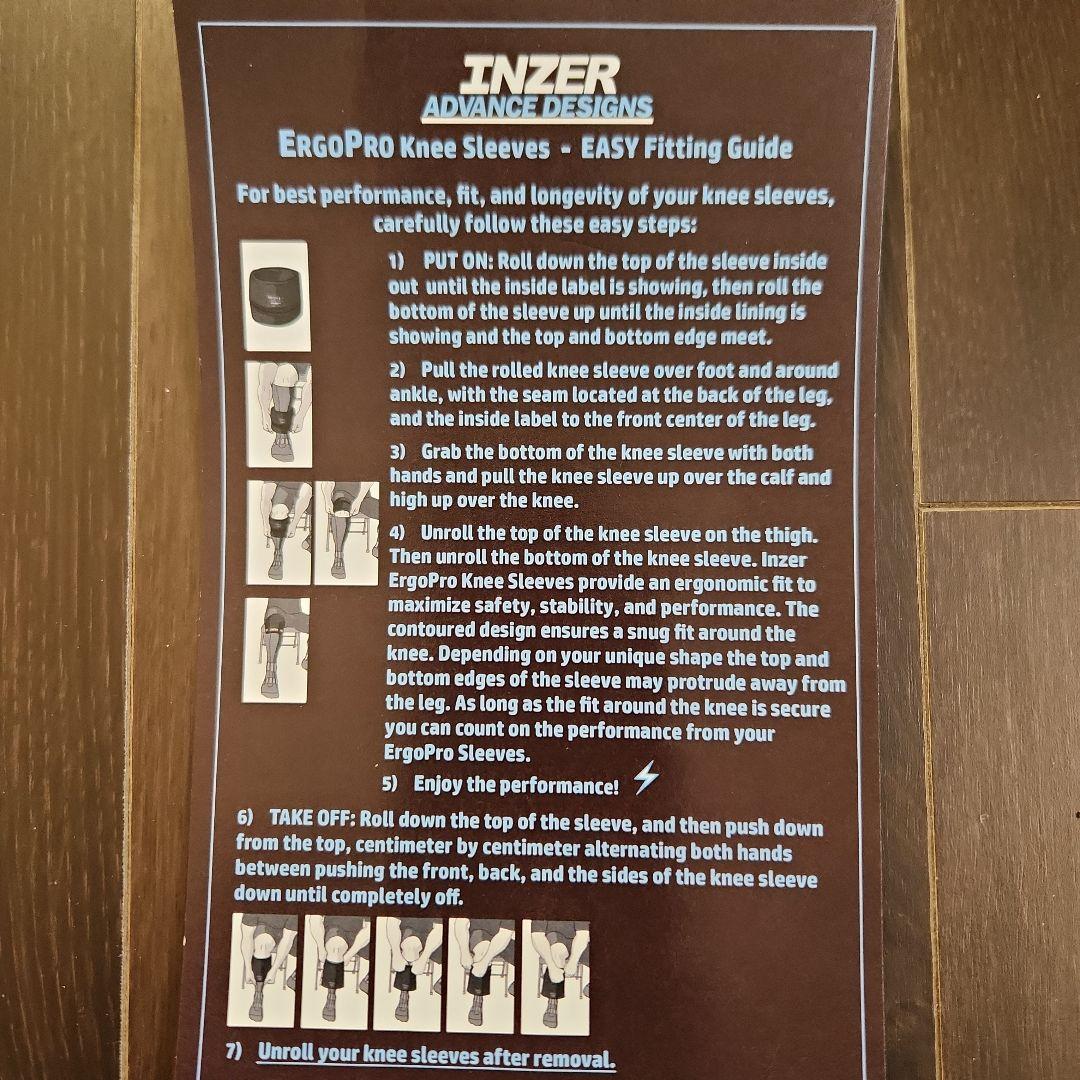 INZER
ADVANCE DESIGNS
ERGOPRO Knee Sleeves - EASY Fitting Guide
For best performance, fit, and longevity of your knee sleeves,
carefully follow these easy steps:
1) PUT ON: Roll down the top of the sleeve inside
out until the inside label is showing, then roll the
bottom of the sleeve up until the inside lining is
showing and the top and bottom edge meet.
2) Pull the rolled knee sleeve over foot and around
ankle, with the seam located at the back of the leg,
and the inside label to the front center of the leg.
3) Grab the bottom of the knee sleeve with both
hands and pull the knee sleeve up over the calf and
high up over the knee.
4) Unroll the top of the knee sleeve on the thigh.
Then unroll the bottom of the knee sleeve. Inzer
ErgoPro Knee Sleeves provide an ergonomic fit to
maximize safety, stability, and performance. The
contoured design ensures a snug fit around the
knee. Depending on your unique shape the top and
bottom edges of the sleeve may protrude away from
the leg. As long as the fit around the knee is secure
you can count on the performance from your
ErgoPro Sleeves.
5) Enjoy the performance!
6) TAKE OFF: Roll down the top of the sleeve, and then push down
from the top, centimeter by centimeter alternating both hands
between pushing the front, back, and the sides of the knee sleeve
down until completely off.
7) Unroll your knee sleeves after removal.